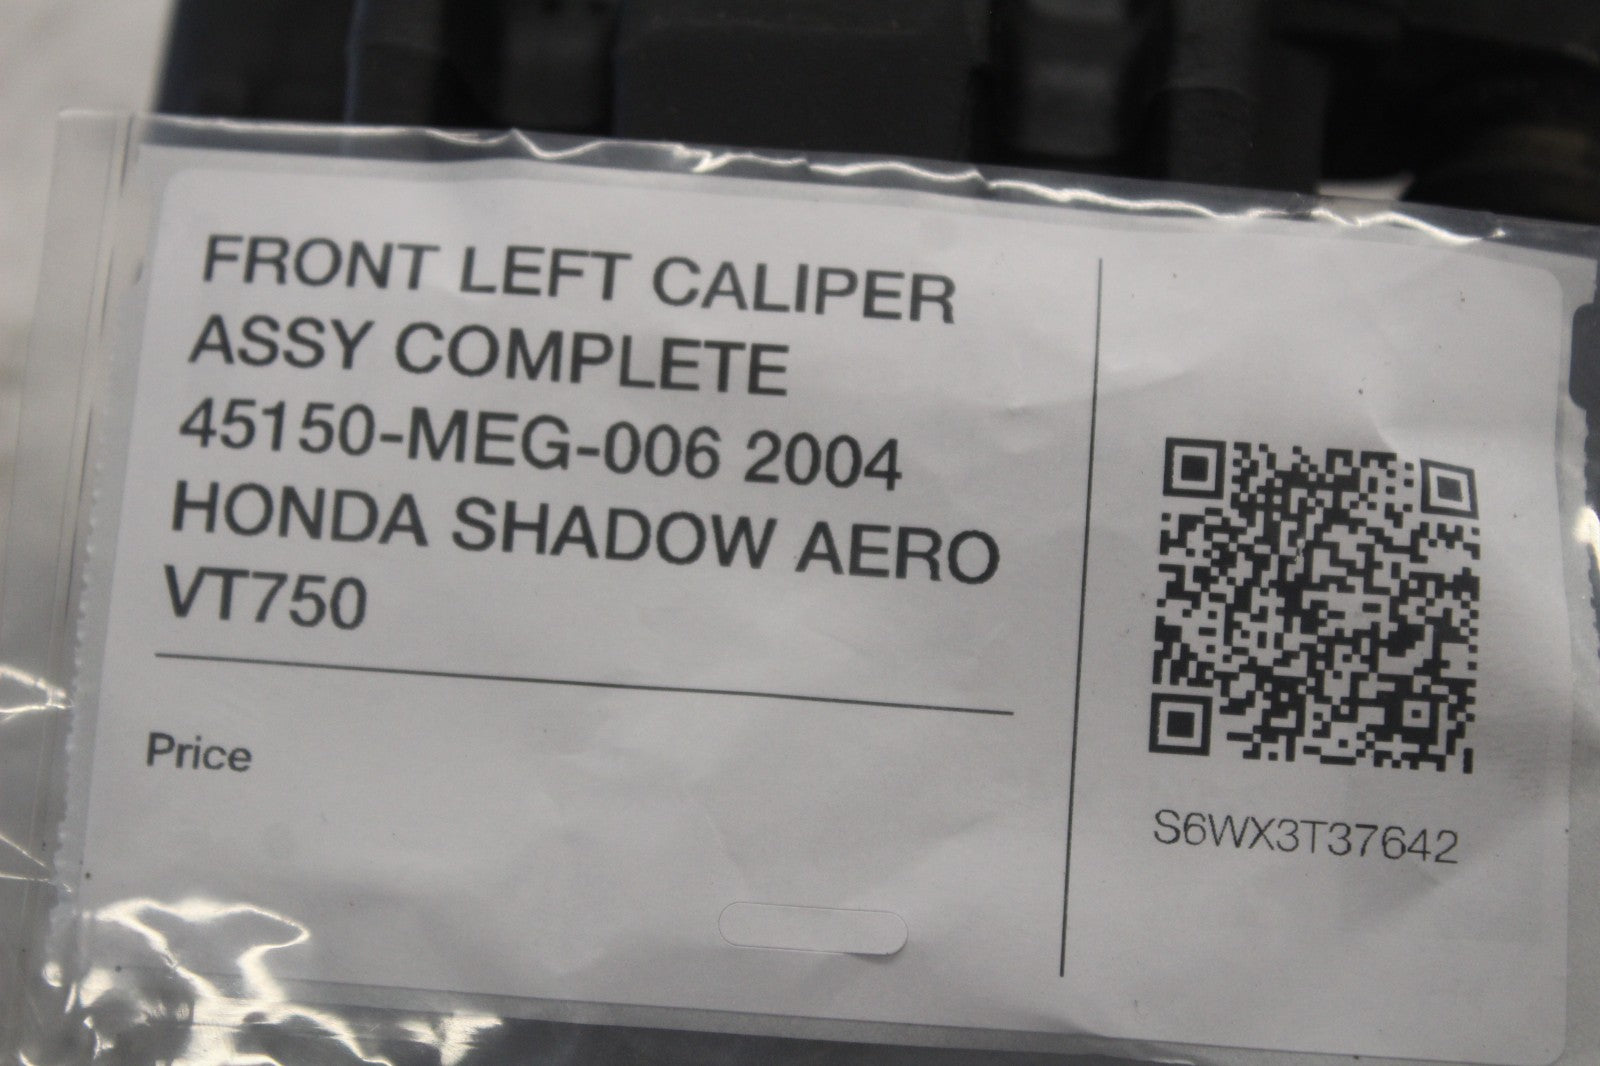 FRONT LEFT CALIPER
ASSY COMPLETE
45150-MEG-006 2004
HONDA SHADOW AERO
VT750
Price
S6WX3T37642